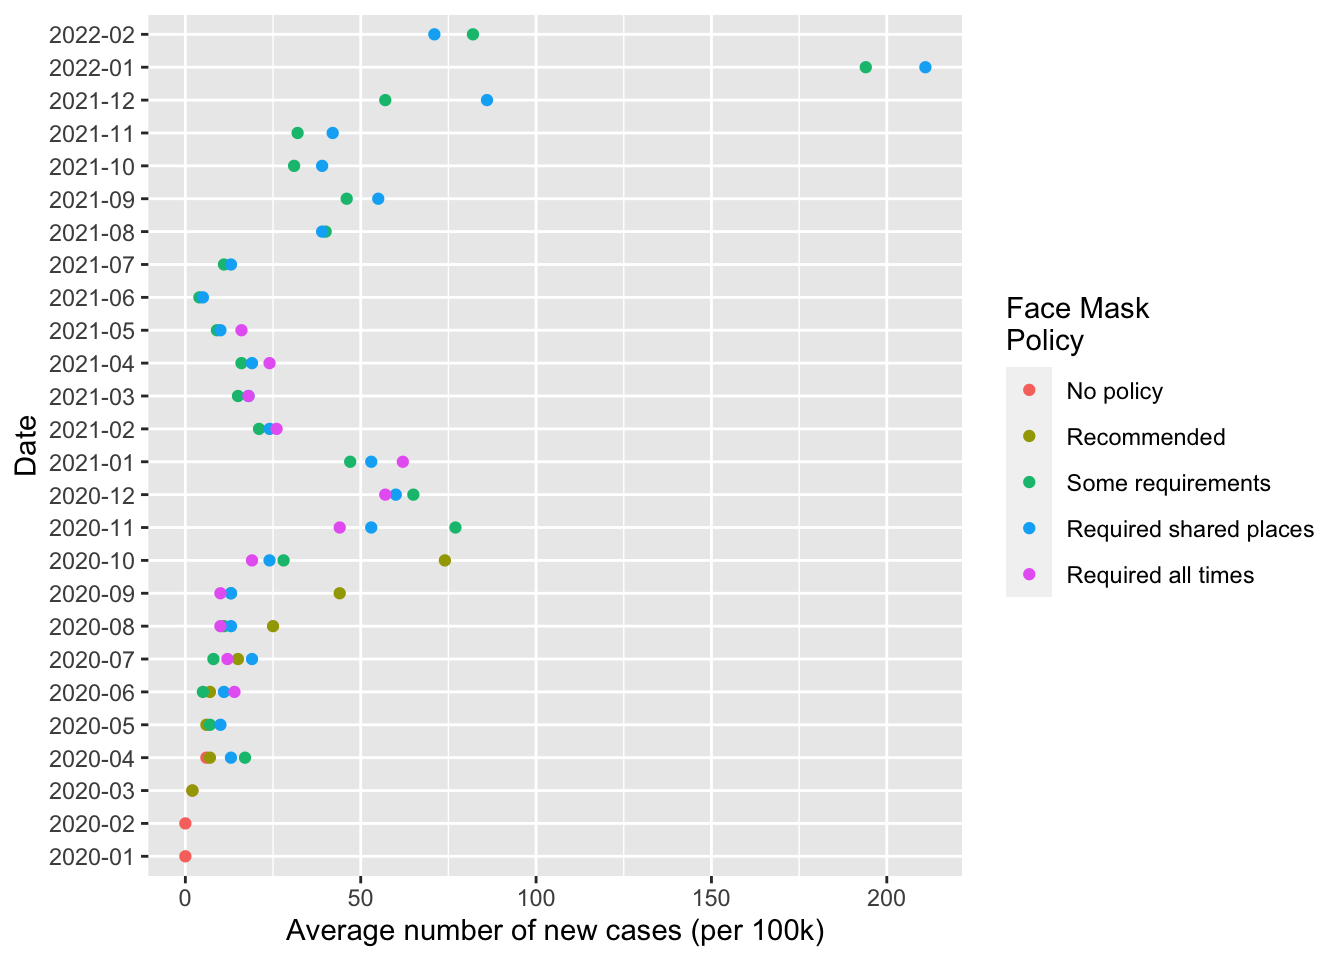 2022-02
2022-01
2021-12
2021-11
2021-10
2021-09
2021-08
2021-07
2021-06
2021-05
2021-04
2021-03
2021-02
2021-01
2020-12
2020-11
2020-10
2020-09
2020-08
2020-07
2020-06
2020-05
2020-04
2020-03
2020-02
2020-01
Date
0 50 100 150 200
Average number of new cases (per 100k)
Face Mask
Policy
No policy
Recommended
Some requirements
Required shared places
Required all times